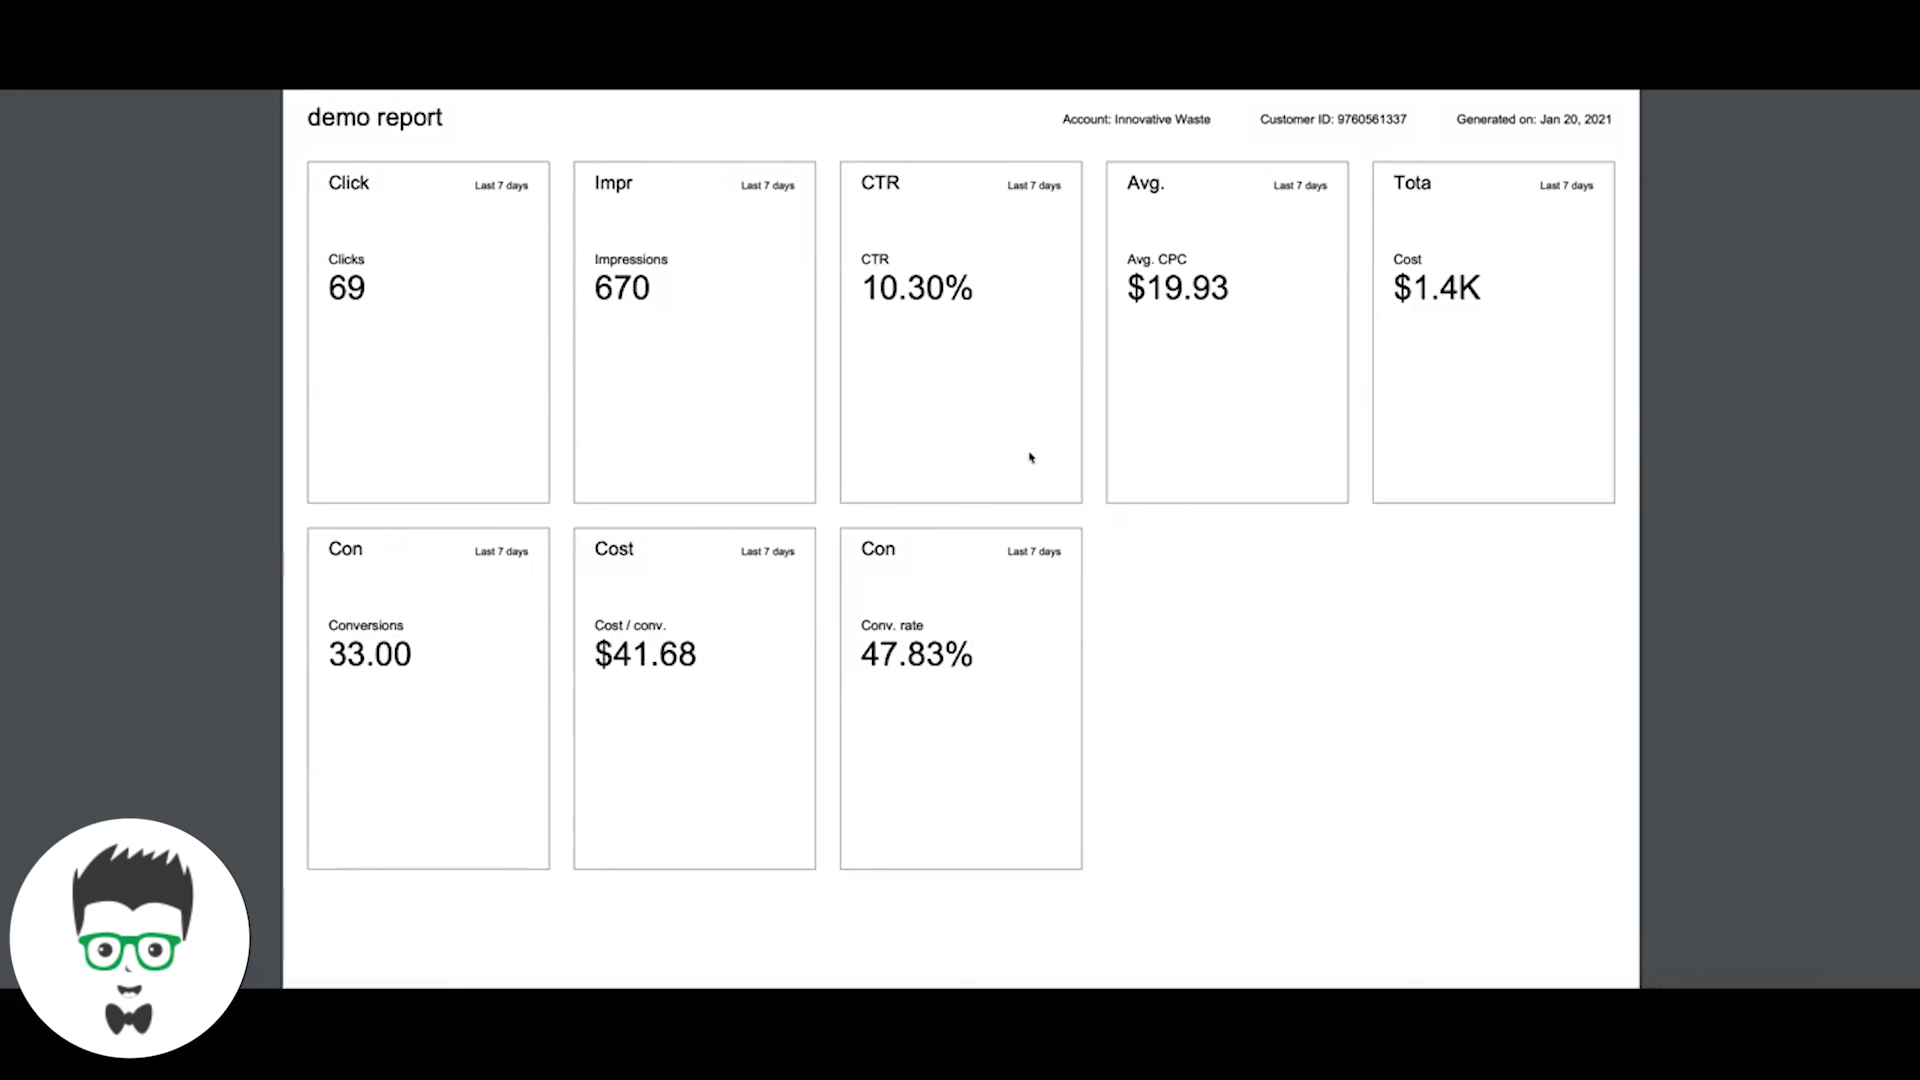 demo report
Account: Innovative Waste
Customer ID: 9760561337
Generated on: Jan 20, 2021
Click
Last 7 days
Clicks
69
Impr
Last 7 days
Impressions
670
CTR
Last 7 days
CTR
10.30%
Avg.
Last 7 days
Avg. CPC
$19.93
Tota
Last 7 days
Cost
$1.4K
Con
Last 7 days
Conversions
33.00
Cost
Last 7 days
Cost / conv.
$41.68
Con
Last 7 days
Conv. rate
47.83%